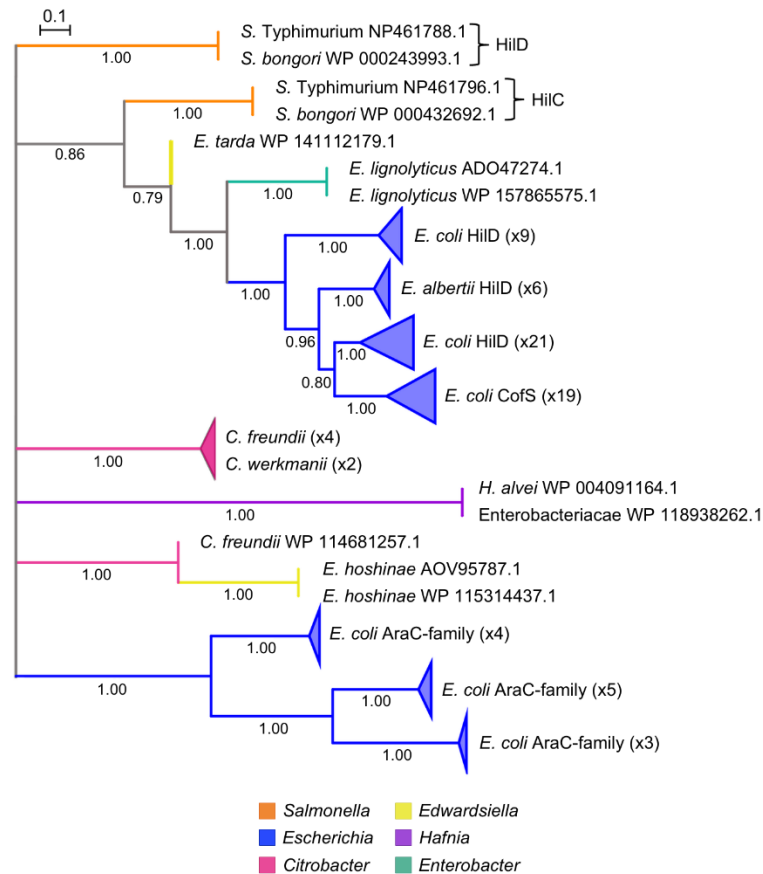 0.1
S. Typhimurium NP461788.1
HilD
1.00
S. bongori WP 000243993.1
S. Typhimurium NP461796.1
HilC
1.00
S. bongori WP 000432692.1
0.86
E. tarda WP 141112179.1
E. lignolyticus ADO47274.1
0.79
1.00
E. lignolyticus WP 157865575.1
1.00
E. coli HilD (x9)
1.00
1.00
E. albertii HilD (x6)
1.00
0.96
E. coli HilD (x21)
1.00
0.80
E. coli CofS (x19)
1.00
C. freundii (x4)
1.00
C. werkmanii (x2)
H. alvei WP 004091164.1
1.00
Enterobacteriacae WP 118938262.1
C. freundii WP 114681257.1
1.00
E. hoshinae AOV95787.1
1.00
E. hoshinae WP 115314437.1
E. coli AraC-family (x4)
1.00
1.00
E. coli AraC-family (x5)
1.00
1.00
E. coli AraC-family (x3)
1.00
Salmonella
Edwardsiella
Escherichia
Hafnia
Citrobacter
Enterobacter